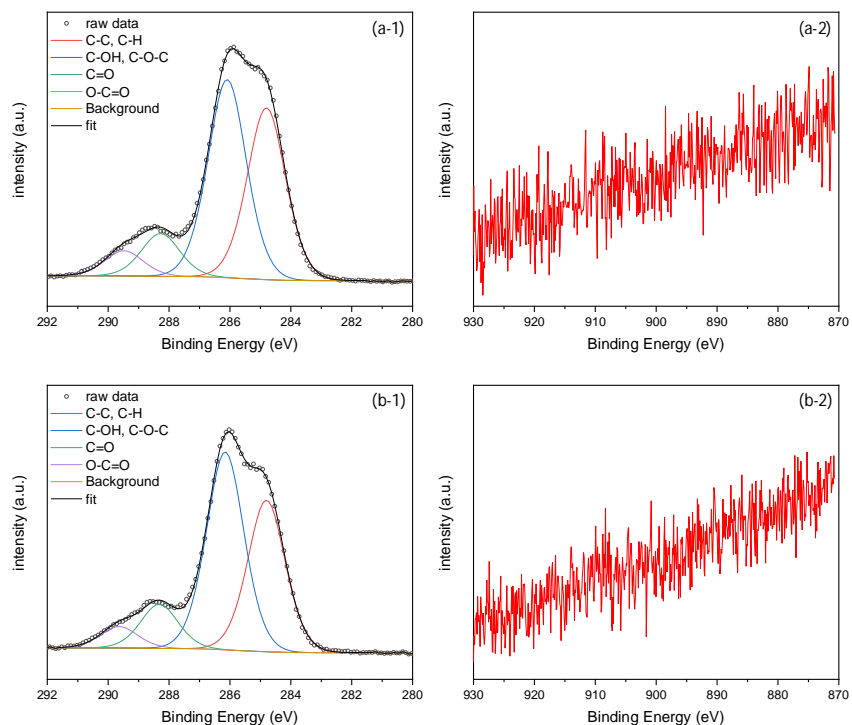 (a-1)
raw data
C-C, C-H
C-OH, C-O-C
C=O
O-C=O
Background
fit
intensity (a.u.)
292 290 288 286 284 282 280
Binding Energy (eV)
(a-2)
intensity (a.u.)
930 920 910 900 890 880 870
Binding Energy (eV)
(b-1)
raw data
C-C, C-H
C-OH, C-O-C
C=O
O-C=O
Background
fit
intensity (a.u.)
292 290 288 286 284 282 280
Binding Energy (eV)
(b-2)
intensity (a.u.)
930 920 910 900 890 880 870
Binding Energy (eV)